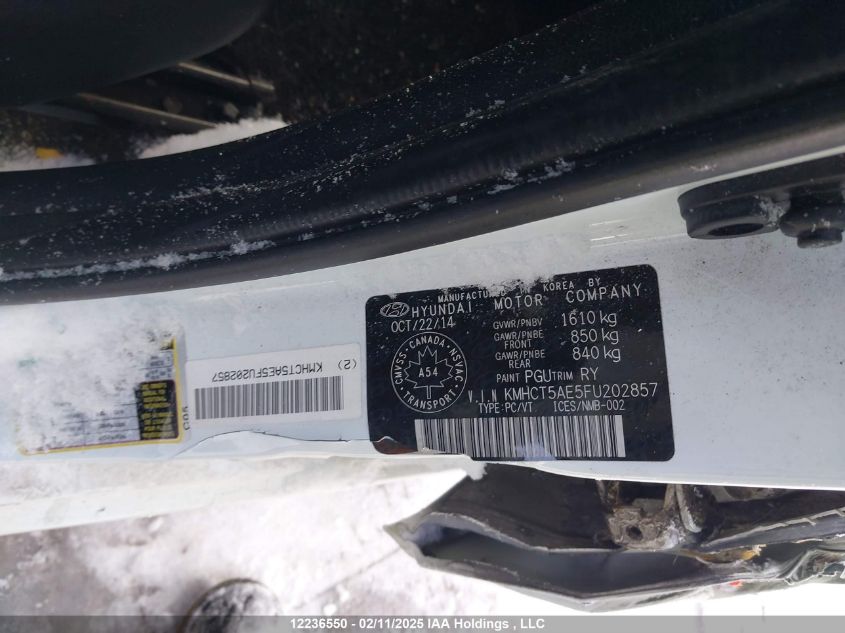 MANUFACTURED KOREA BY
HYUNDAI MOTOR COMPANY
OCT/22/14
GVWR/PNBV 1610 kg
GAWR/PNBE FRONT 850 kg
GAWR/PNBE REAR 840 kg
PAINT PGU TRIM RY
CMVSS. CANADA. NSVAC
A54
TRANSPORT
V.I.N KMHCT5AE5FU202857
TYPE:PC/VT ICES/NMB-002
(2)
KMHCT5AE5FU202857
C05
12236550 - 02/11/2025 IAA Holdings , LLC